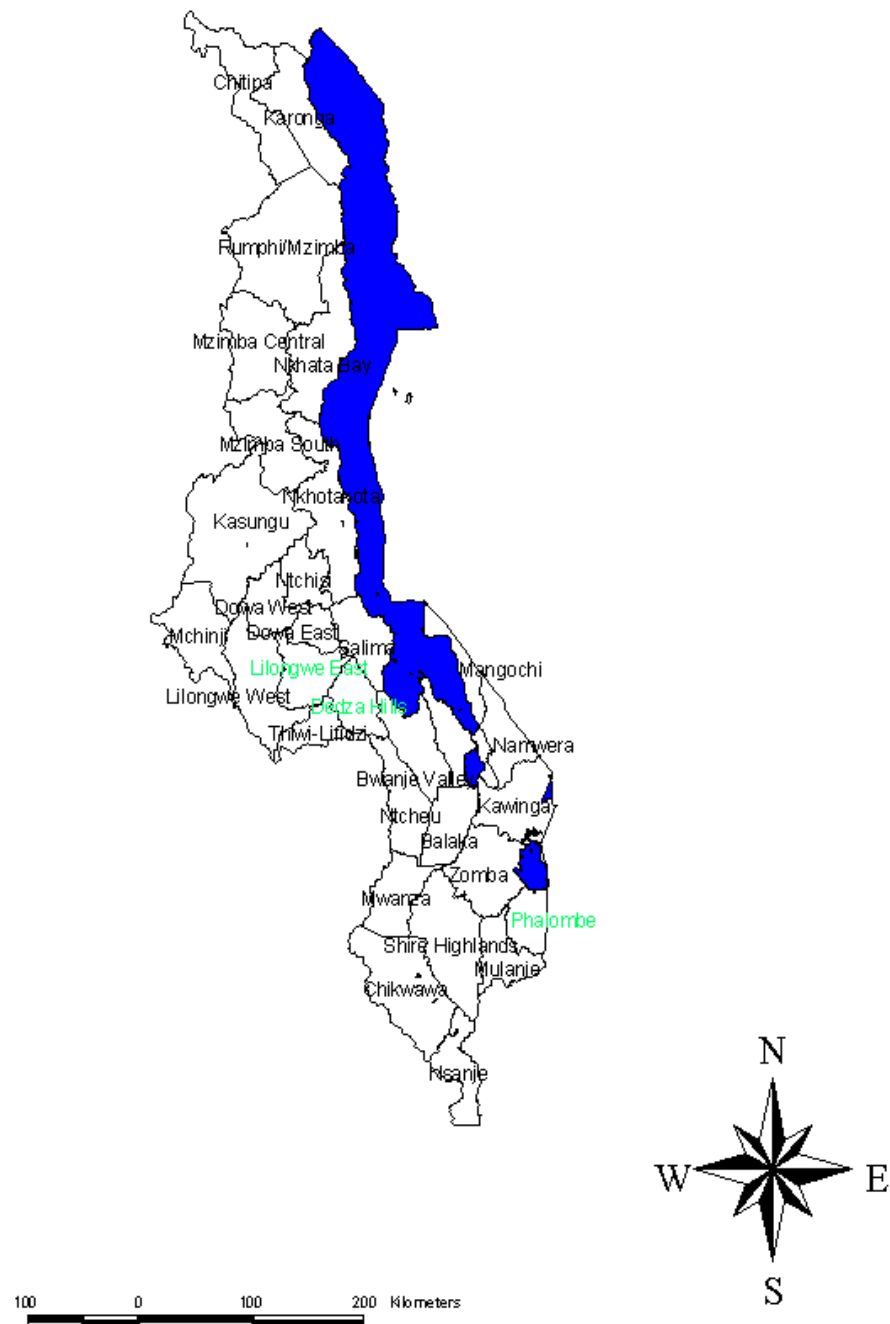 Chitipa
Karonga
Rumphi/Mzimba
Mzimba Central
Nkhata Bay
Mzimba South
Nkhotakota
Kasungu
Ntchisi
Dowa West
Dowa East
Mchinji
Salima
Lilongwe East
Mangochi
Lilongwe West
Dedza Hills
Thiwi-Lifidzi
Namwera
Bwanje Valley
Kawinga
Ntcheu
Balaka
Zomba
Mwanza
Phalombe
Shire Highlands
Mulanje
Chikwawa
Nsanje
N
W E
S
100 0 100 200 Kilometers